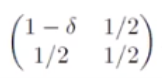 ( 1 − δ 1/2 )
( 1/2 1/2 )